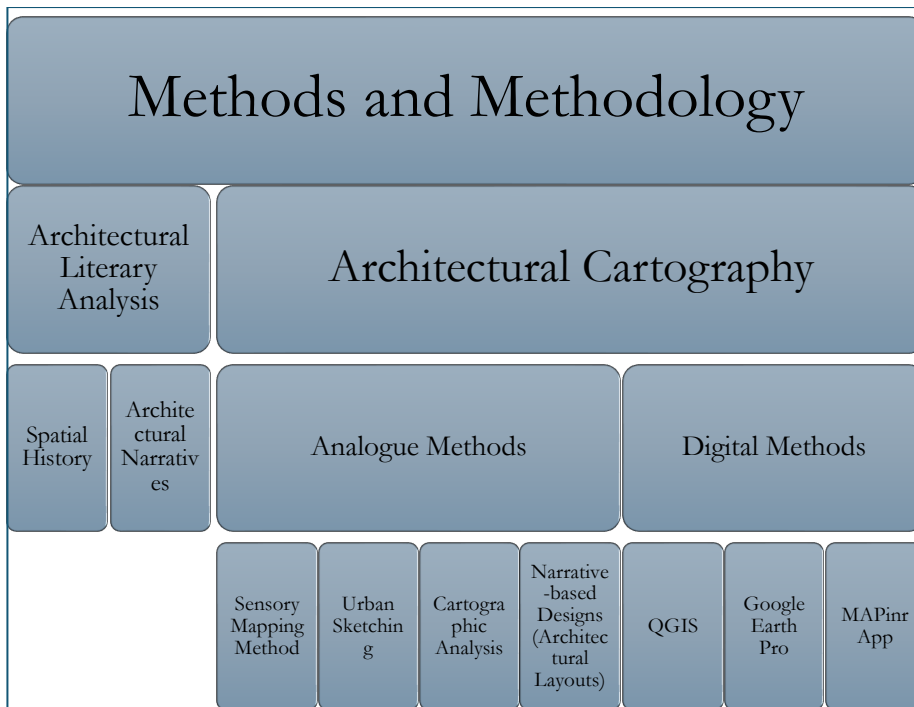 Methods and Methodology
Architectural
Literary
Analysis
Architectural Cartography
Spatial
History
Archite
ctural
Narrativ
es
Analogue Methods
Digital Methods
Sensory
Mapping
Method
Urban
Sketchin
g
Cartogra
phic
Analysis
Narrative
-based
Designs
(Architec
tural
Layouts)
QGIS
Google
Earth
Pro
MAPinr
App